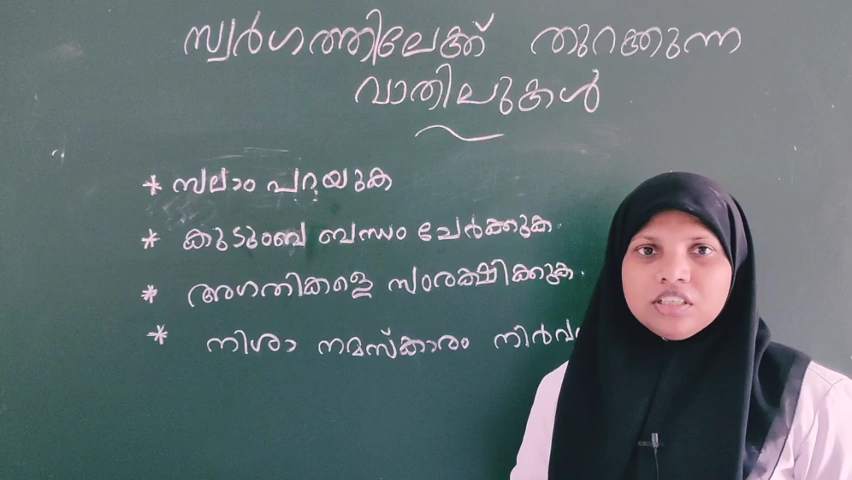 സ്വർഗത്തിലേക്ക് തുറക്കുന്ന
വാതിലുകൾ
* സലാം പറയുക
* കുടുംബ ബന്ധം ചേർക്കുക.
* അഗതികളെ സംരക്ഷിക്കുക.
* നിശാ നമസ്കാരം